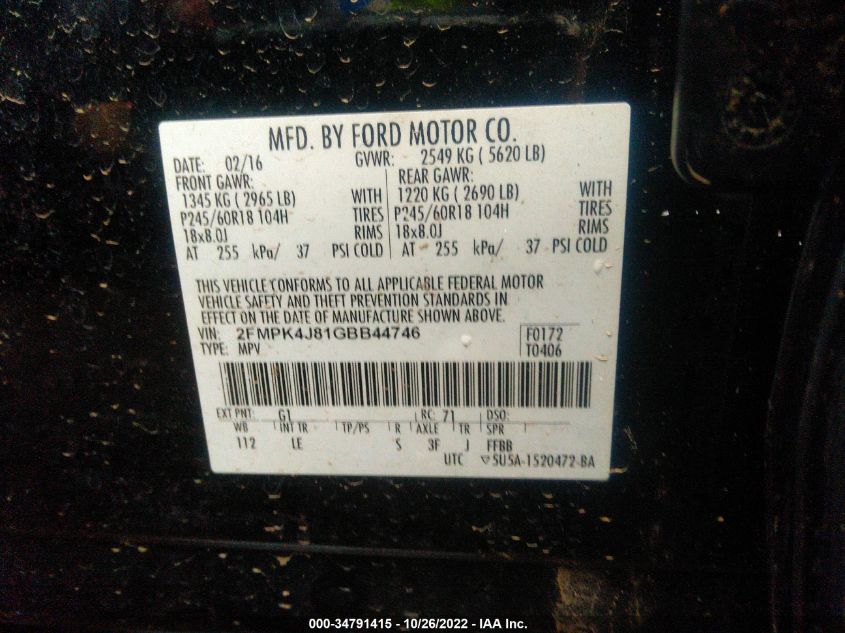 MFD. BY FORD MOTOR CO.
DATE: 02/16 GVWR: 2549 KG ( 5620 LB)
FRONT GAWR: REAR GAWR:
1345 KG ( 2965 LB) WITH 1220 KG ( 2690 LB) WITH
P245/60R18 104H TIRES P245/60R18 104H TIRES
18x8.0J RIMS 18x8.0J RIMS
AT 255 kPa/ 37 PSI COLD AT 255 kPa/ 37 PSI COLD
THIS VEHICLE CONFORMS TO ALL APPLICABLE FEDERAL MOTOR
VEHICLE SAFETY AND THEFT PREVENTION STANDARDS IN
EFFECT ON THE DATE OF MANUFACTURE SHOWN ABOVE.
VIN: 2FMPK4J81GBB44746 F0172
TYPE: MPV T0406
EXT PNT: G1 RC: 71 DSO:
WB INT TR TP/PS R AXLE TR SPR
112 LE S 3F J FFBB
UTC ▽5U5A-1520472-BA
000-34791415 - 10/26/2022 - IAA Inc.